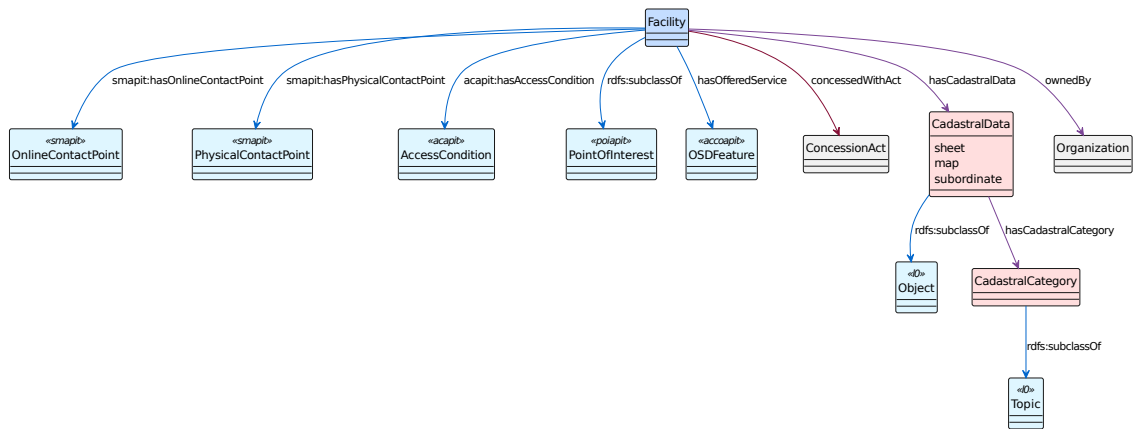 Facility
smapit:hasOnlineContactPoint
smapit:hasPhysicalContactPoint
acapit:hasAccessCondition
rdfs:subclassOf
hasOfferedService
concessedWithAct
hasCadastralData
ownedBy
«smapit»
OnlineContactPoint
«smapit»
PhysicalContactPoint
«acapit»
AccessCondition
«poiapit»
PointOfInterest
«accoapit»
OSDFeature
ConcessionAct
CadastralData
sheet
map
subordinate
Organization
rdfs:subclassOf
hasCadastralCategory
«l0»
Object
CadastralCategory
rdfs:subclassOf
«l0»
Topic